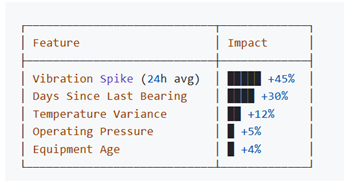 Feature Impact
Vibration Spike (24h avg) +45%
Days Since Last Bearing +30%
Temperature Variance +12%
Operating Pressure +5%
Equipment Age +4%